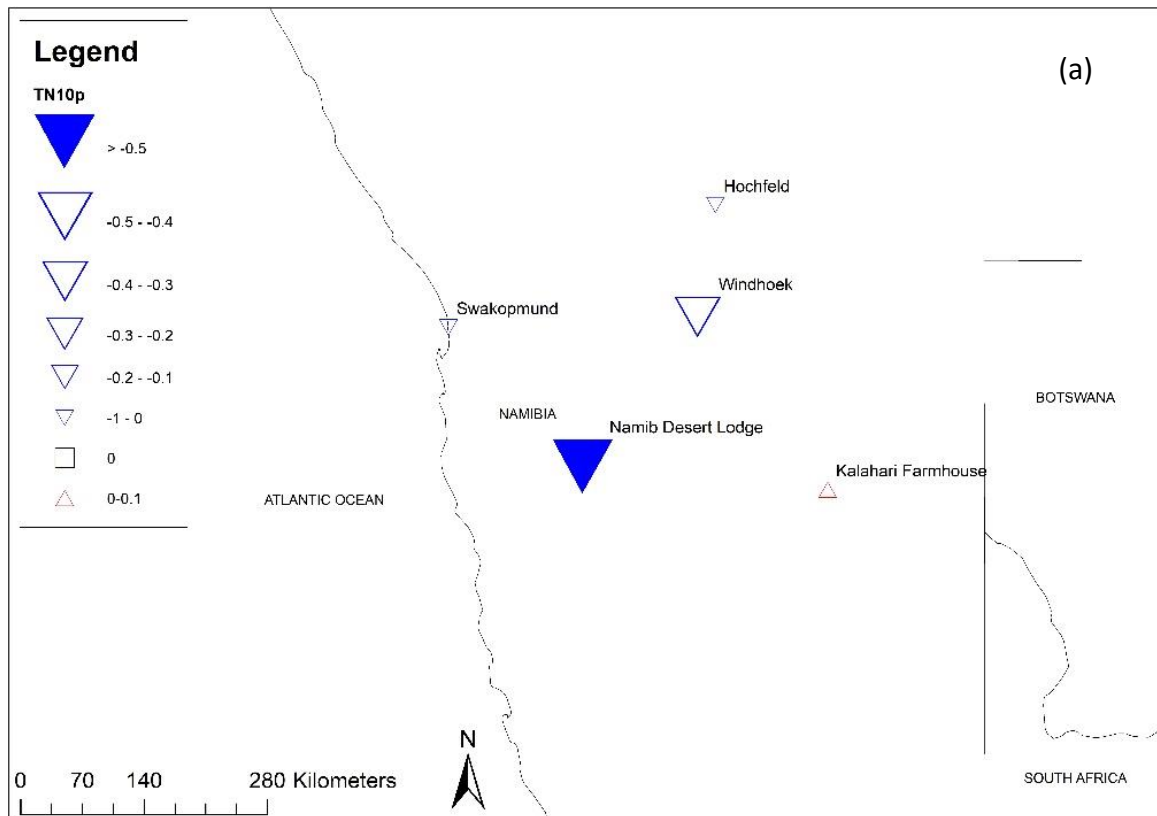 Legend
TN10p
> -0.5
-0.5 - -0.4
-0.4 - -0.3
-0.3 - -0.2
-0.2 - -0.1
-1 - 0
0
0-0.1
(a)
Hochfeld
Windhoek
Swakopmund
BOTSWANA
NAMIBIA
Namib Desert Lodge
Kalahari Farmhouse
ATLANTIC OCEAN
N
0 70 140 280 Kilometers
SOUTH AFRICA